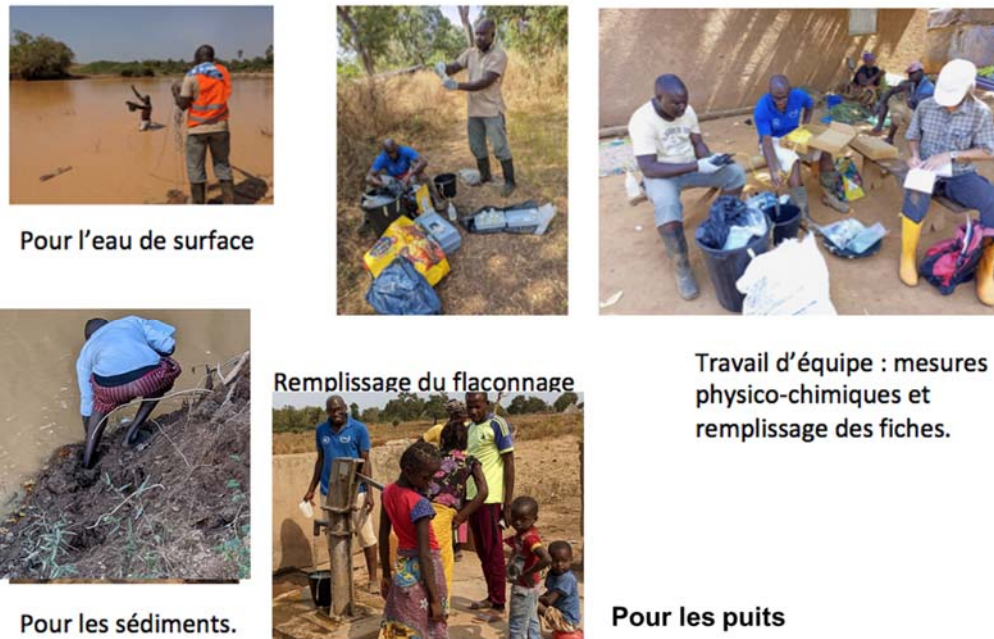 Pour l'eau de surface
Remplissage du flaconnage
Travail d'équipe : mesures
physico-chimiques et
remplissage des fiches.
Pour les sédiments.
Pour les puits